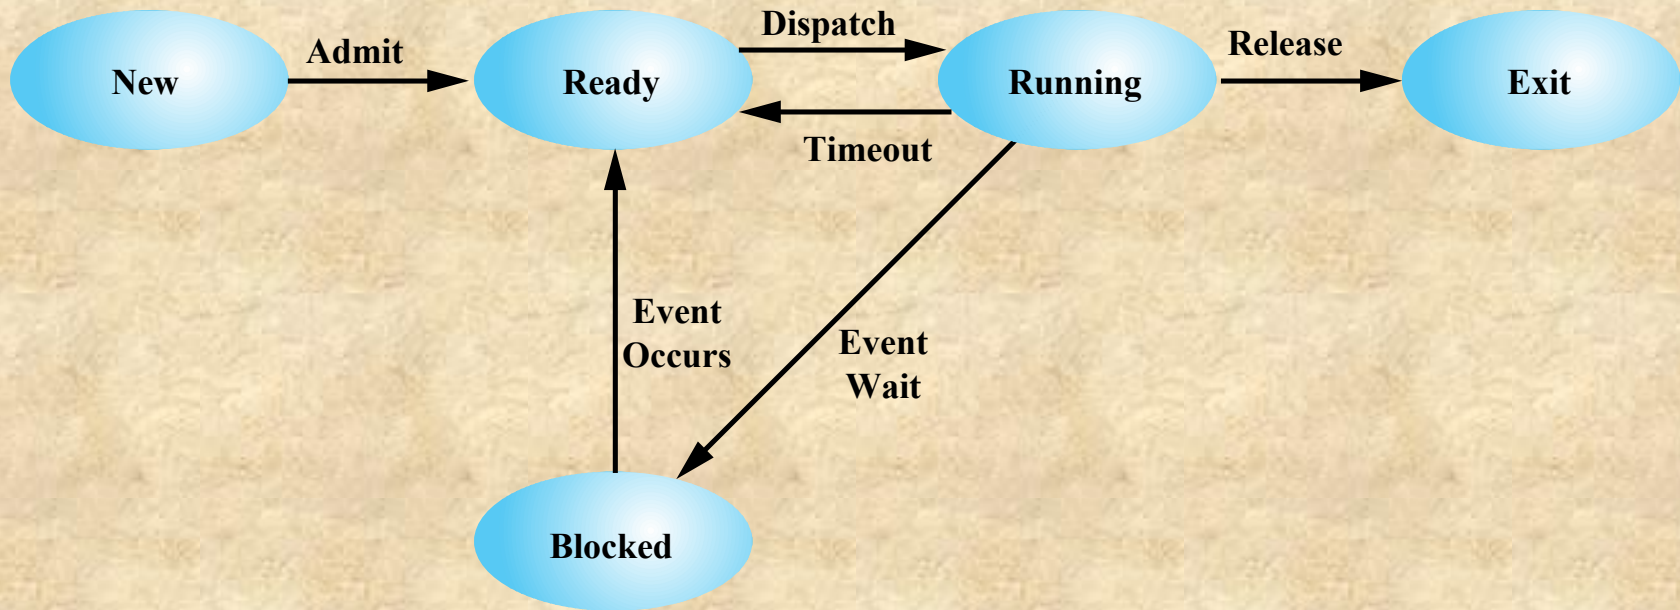 Dispatch
Admit
Release
New
Ready
Running
Exit
Timeout
Event
Occurs
Event
Wait
Blocked